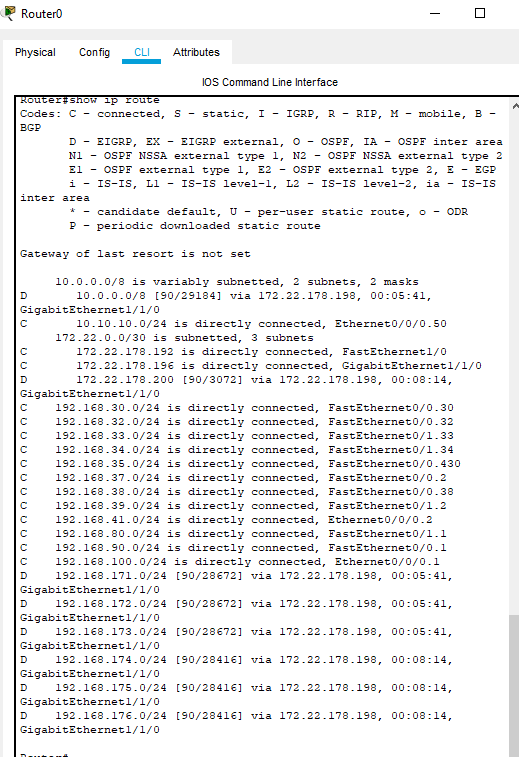 Router0
Physical Config CLI Attributes
IOS Command Line Interface
Router#show ip route
Codes: C - connected, S - static, I - IGRP, R - RIP, M - mobile, B -
BGP
D - EIGRP, EX - EIGRP external, O - OSPF, IA - OSPF inter area
N1 - OSPF NSSA external type 1, N2 - OSPF NSSA external type 2
E1 - OSPF external type 1, E2 - OSPF external type 2, E - EGP
i - IS-IS, L1 - IS-IS level-1, L2 - IS-IS level-2, ia - IS-IS
inter area
* - candidate default, U - per-user static route, o - ODR
P - periodic downloaded static route
Gateway of last resort is not set
10.0.0.0/8 is variably subnetted, 2 subnets, 2 masks
D 10.0.0.0/8 [90/29184] via 172.22.178.198, 00:05:41,
GigabitEthernet1/1/0
C 10.10.10.0/24 is directly connected, Ethernet0/0/0.50
172.22.0.0/30 is subnetted, 3 subnets
C 172.22.178.192 is directly connected, FastEthernet1/0
C 172.22.178.196 is directly connected, GigabitEthernet1/1/0
D 172.22.178.200 [90/3072] via 172.22.178.198, 00:08:14,
GigabitEthernet1/1/0
C 192.168.30.0/24 is directly connected, FastEthernet0/0.30
C 192.168.32.0/24 is directly connected, FastEthernet0/0.32
C 192.168.33.0/24 is directly connected, FastEthernet0/1.33
C 192.168.34.0/24 is directly connected, FastEthernet0/1.34
C 192.168.35.0/24 is directly connected, FastEthernet0/0.430
C 192.168.37.0/24 is directly connected, FastEthernet0/0.2
C 192.168.38.0/24 is directly connected, FastEthernet0/0.38
C 192.168.39.0/24 is directly connected, FastEthernet0/1.2
C 192.168.41.0/24 is directly connected, Ethernet0/0/0.2
C 192.168.80.0/24 is directly connected, FastEthernet0/1.1
C 192.168.90.0/24 is directly connected, FastEthernet0/0.1
C 192.168.100.0/24 is directly connected, Ethernet0/0/0.1
D 192.168.171.0/24 [90/28672] via 172.22.178.198, 00:05:41,
GigabitEthernet1/1/0
D 192.168.172.0/24 [90/28672] via 172.22.178.198, 00:05:41,
GigabitEthernet1/1/0
D 192.168.173.0/24 [90/28672] via 172.22.178.198, 00:05:41,
GigabitEthernet1/1/0
D 192.168.174.0/24 [90/28416] via 172.22.178.198, 00:08:14,
GigabitEthernet1/1/0
D 192.168.175.0/24 [90/28416] via 172.22.178.198, 00:08:14,
GigabitEthernet1/1/0
D 192.168.176.0/24 [90/28416] via 172.22.178.198, 00:08:14,
GigabitEthernet1/1/0
Router#